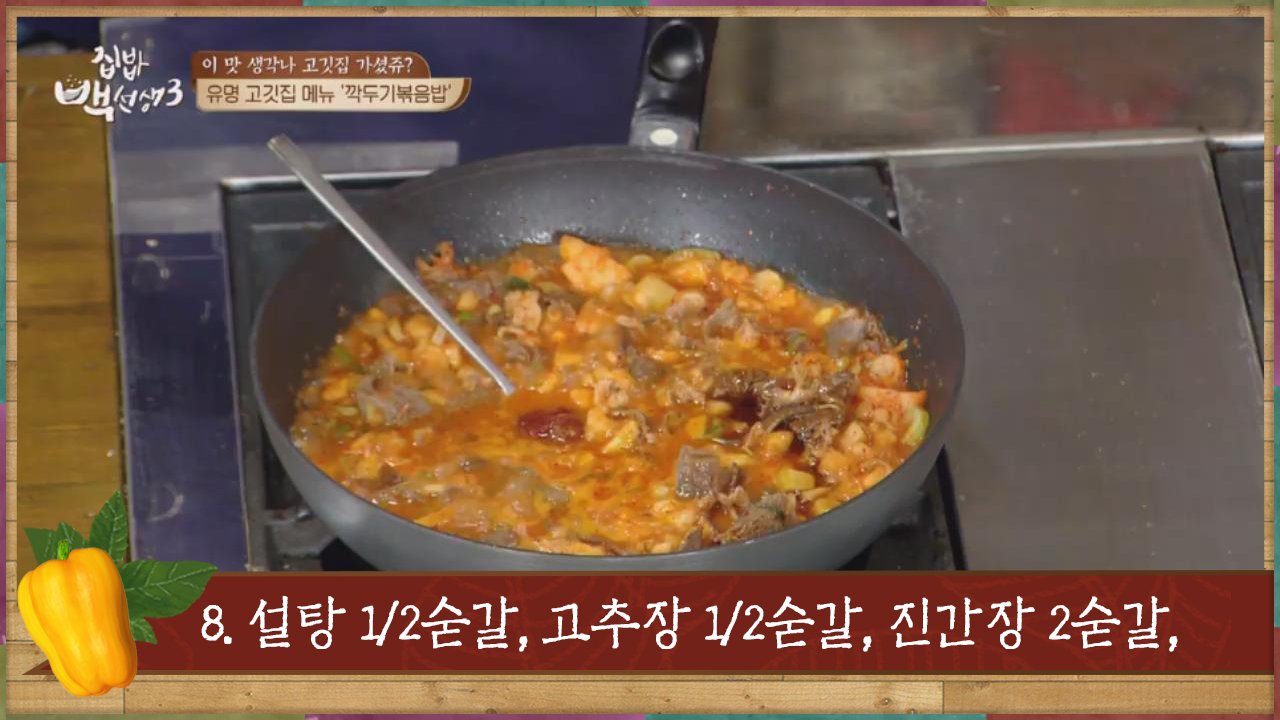 집밥
백선생3
이 맛 생각나 고깃집 가셨쥬?
유명 고깃집 메뉴 '깍두기볶음밥'
8. 설탕 1/2숟갈, 고추장 1/2숟갈, 진간장 2숟갈,